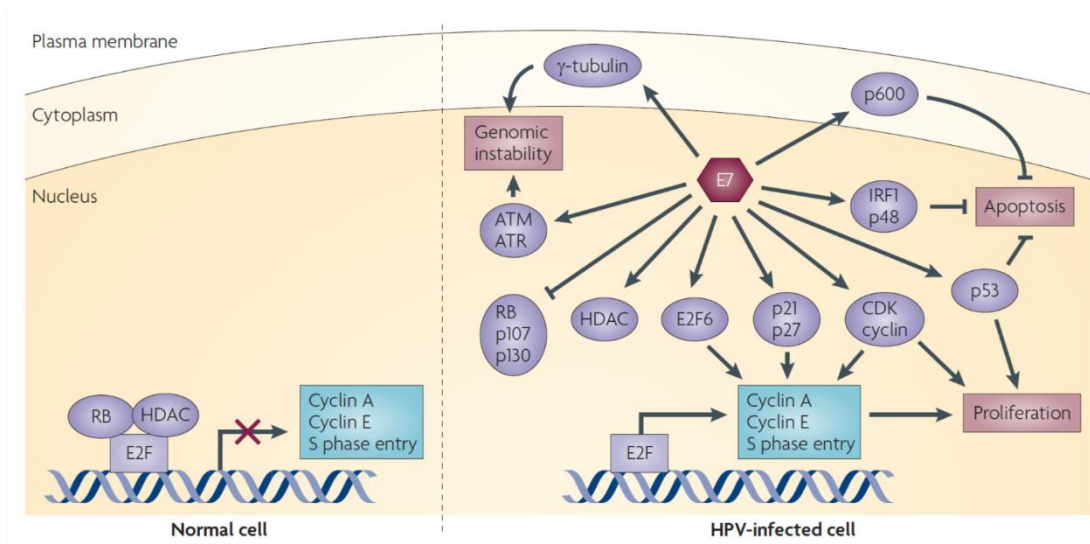 Plasma membrane
Cytoplasm
Nucleus
RB
HDAC
E2F
Cyclin A
Cyclin E
S phase entry
Normal cell
γ-tubulin
p600
Genomic
instability
E7
IRF1
p48
Apoptosis
ATM
ATR
p53
RB
p107
p130
HDAC
E2F6
p21
p27
CDK
cyclin
Cyclin A
Cyclin E
S phase entry
Proliferation
E2F
HPV-infected cell